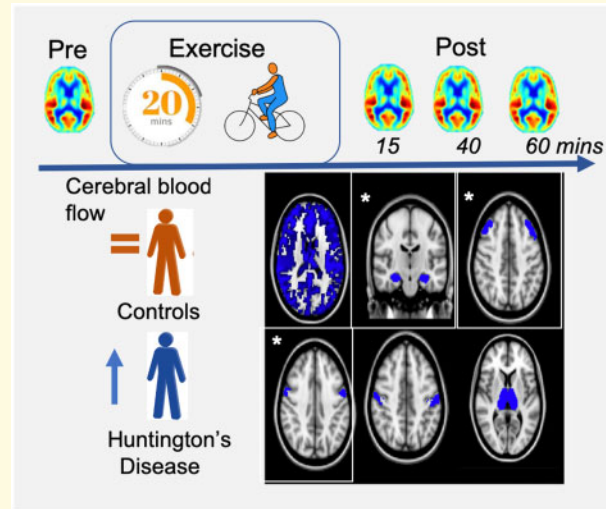 Pre
Exercise
Post
20
mins
15 40 60 mins
Cerebral blood
flow
=
Controls
Huntington's
Disease
*
*
*